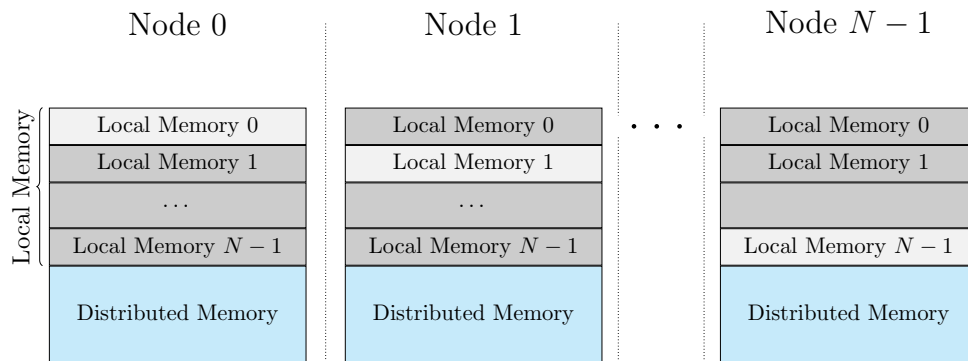 Node 0
Node 1
Node N − 1
Local Memory
Local Memory 0
Local Memory 1
...
Local Memory N − 1
Distributed Memory
Local Memory 0
Local Memory 1
...
Local Memory N − 1
Distributed Memory
. . .
Local Memory 0
Local Memory 1
Local Memory N − 1
Distributed Memory